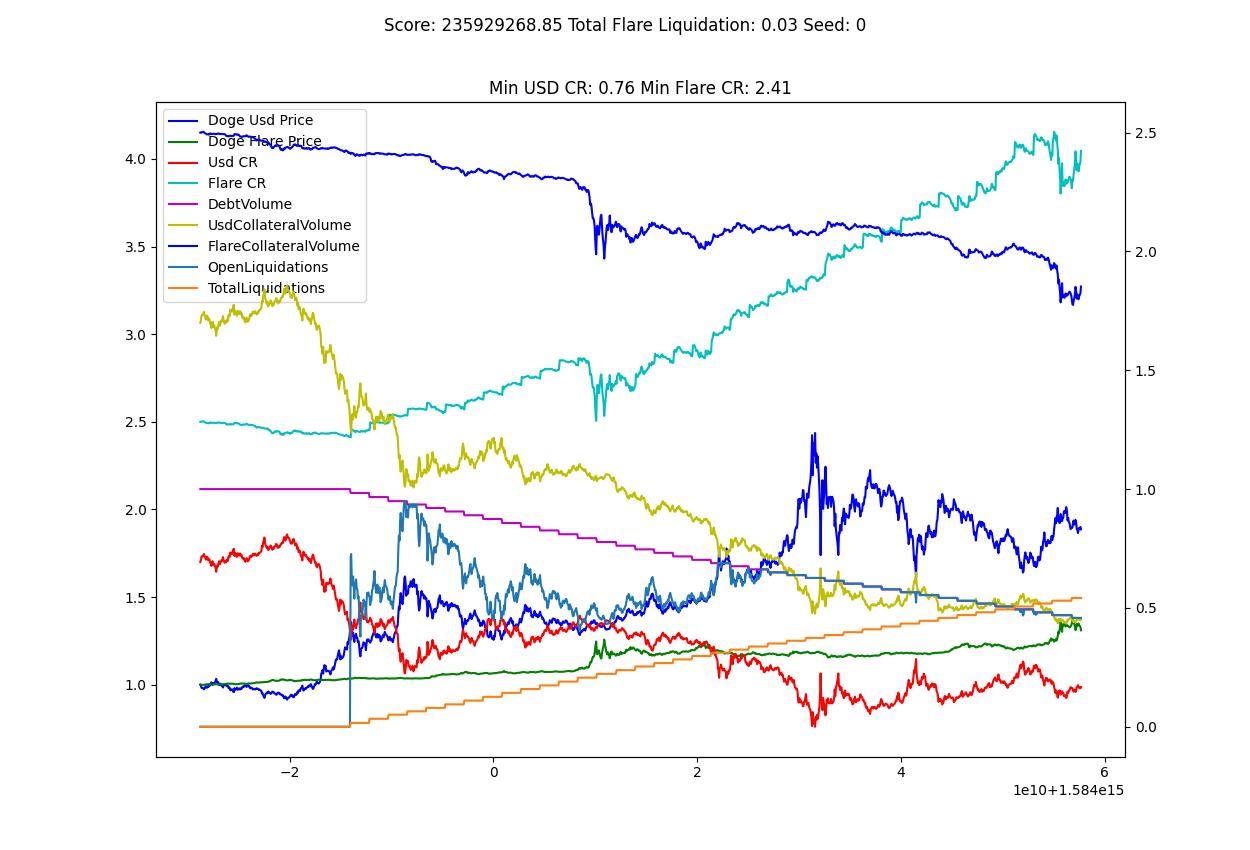 Score: 235929268.85 Total Flare Liquidation: 0.03 Seed: 0
Min USD CR: 0.76 Min Flare CR: 2.41
Doge Usd Price
Doge Flare Price
Usd CR
Flare CR
DebtVolume
UsdCollateralVolume
FlareCollateralVolume
OpenLiquidations
TotalLiquidations
4.0
3.5
3.0
2.5
2.0
1.5
1.0
2.5
2.0
1.5
1.0
0.5
0.0
−2
0
2
4
6
1e10+1.584e15